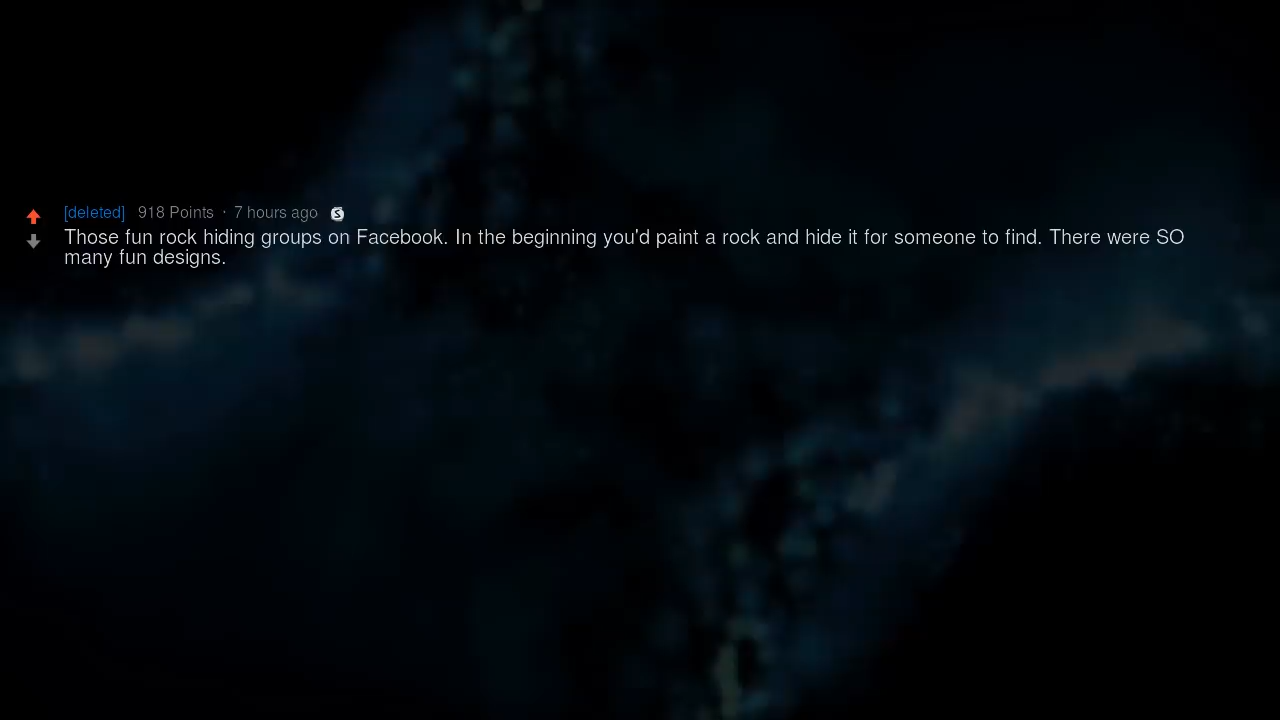 [deleted] 918 Points · 7 hours ago S
Those fun rock hiding groups on Facebook. In the beginning you'd paint a rock and hide it for someone to find. There were SO
many fun designs.